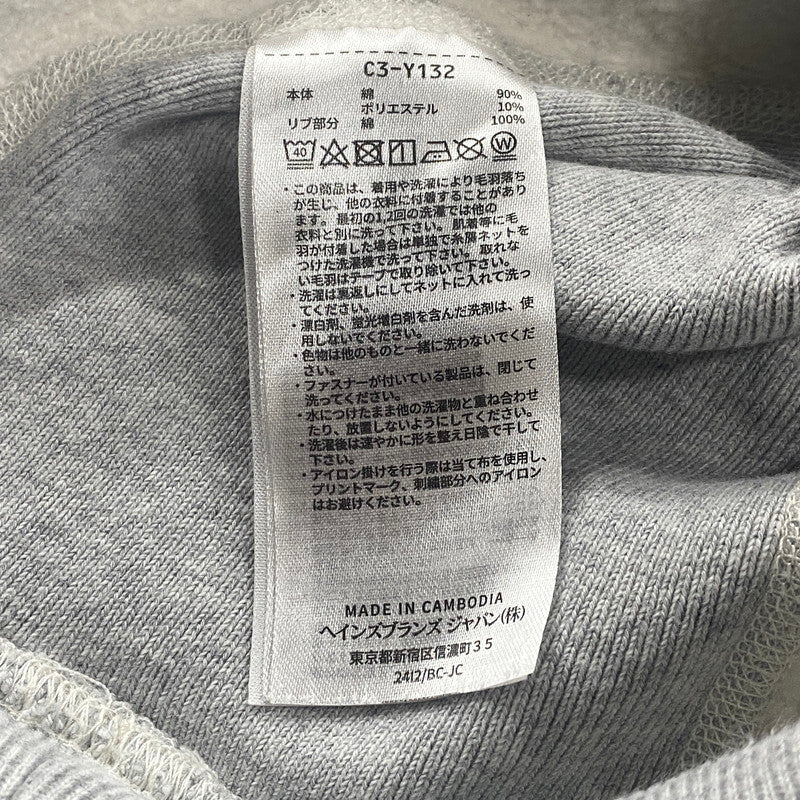 C3-Y132
本体 綿 90%
ポリエステル 10%
リブ部分 綿 100%
40 W
・この商品は、着用や洗濯により毛羽落ち
が生じ、他の衣料に付着することがあり
ます。最初の1,2回の洗濯では他の
衣料と別に洗って下さい。肌着等に毛
羽が付着した場合は単独で糸屑ネットを
つけた洗濯機で洗って下さい。取れな
い毛羽はテープで取り除いて下さい。
・洗濯は裏返しにしてネットに入れて洗っ
てください。
・漂白剤、蛍光増白剤を含んだ洗剤は、使
用しないでください。
・色物は他のものと一緒に洗わないでくだ
さい。
・ファスナーが付いている製品は、閉じて
洗ってください。
・水につけたまま他の洗濯物と重ね合わせ
たり、放置しないようにしてください。
・洗濯後は速やかに形を整え日陰で干して
下さい。
・アイロン掛けを行う際は当て布を使用し、
プリントマーク、刺繍部分へのアイロン
はお避けください。
MADE IN CAMBODIA
ヘインズブランズ ジャパン(株)
東京都新宿区信濃町35
2412/BC-JC